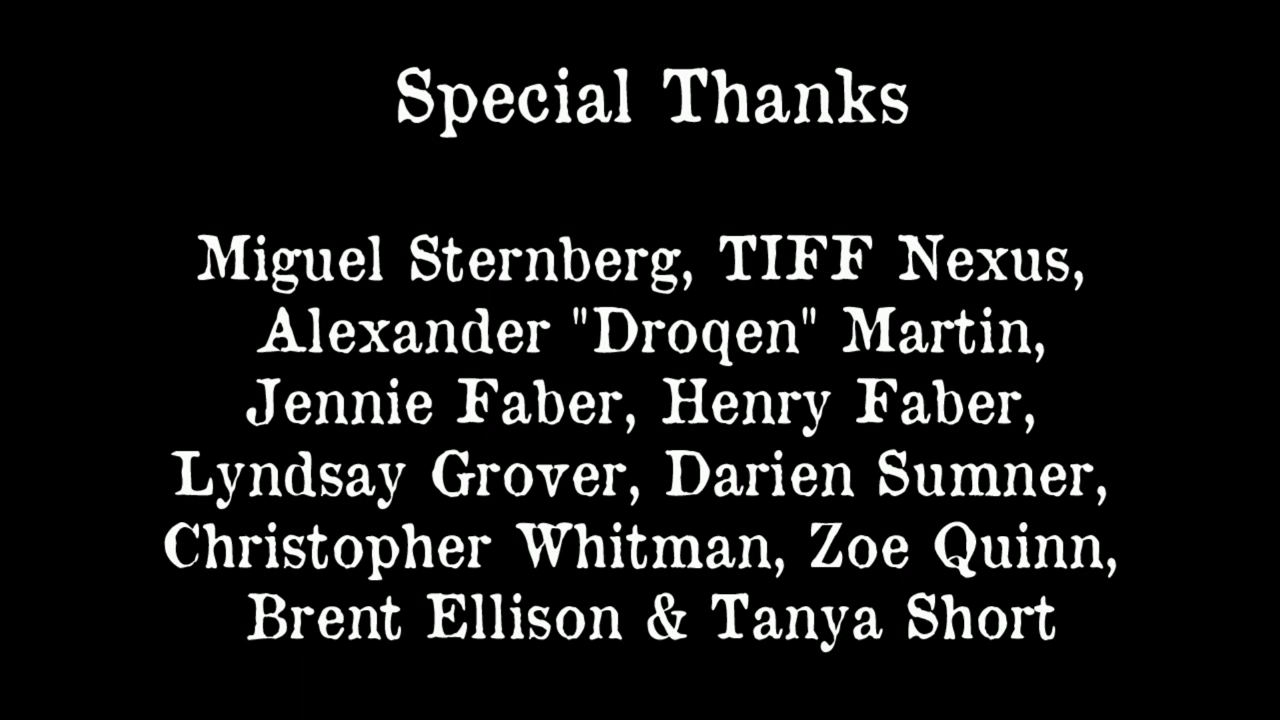 Special Thanks
Miguel Sternberg, TIFF Nexus,
Alexander "Droqen" Martin,
Jennie Faber, Henry Faber,
Lyndsay Grover, Darien Sumner,
Christopher Whitman, Zoe Quinn,
Brent Ellison & Tanya Short